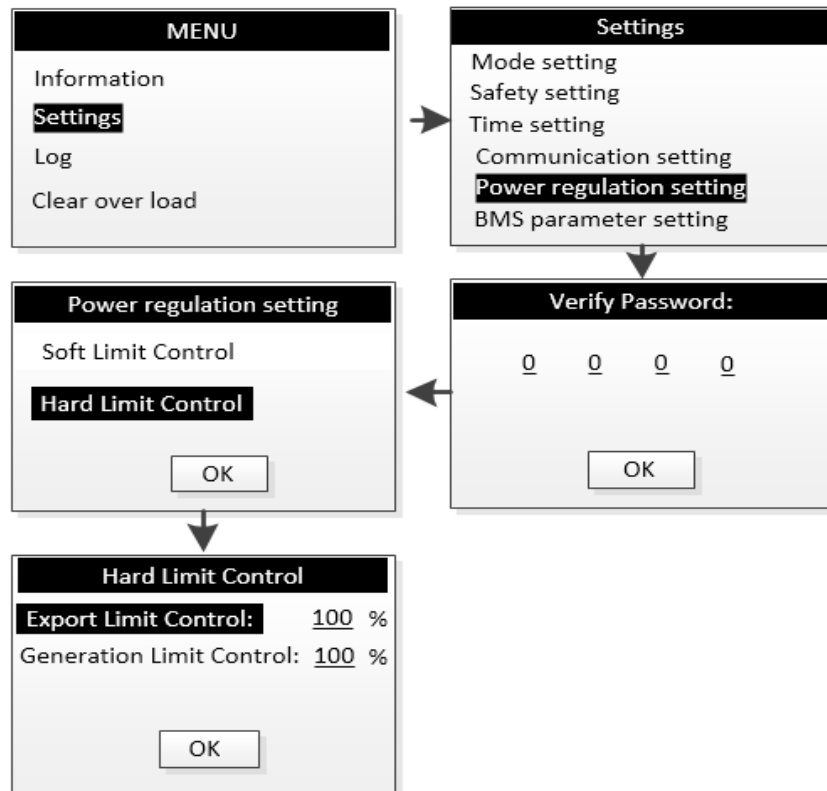 MENU
Information
Settings
Log
Clear over load
Settings
Mode setting
Safety setting
Time setting
Communication setting
Power regulation setting
BMS parameter setting
Verify Password:
0 0 0 0
OK
Power regulation setting
Soft Limit Control
Hard Limit Control
OK
Hard Limit Control
Export Limit Control: 100 %
Generation Limit Control: 100 %
OK